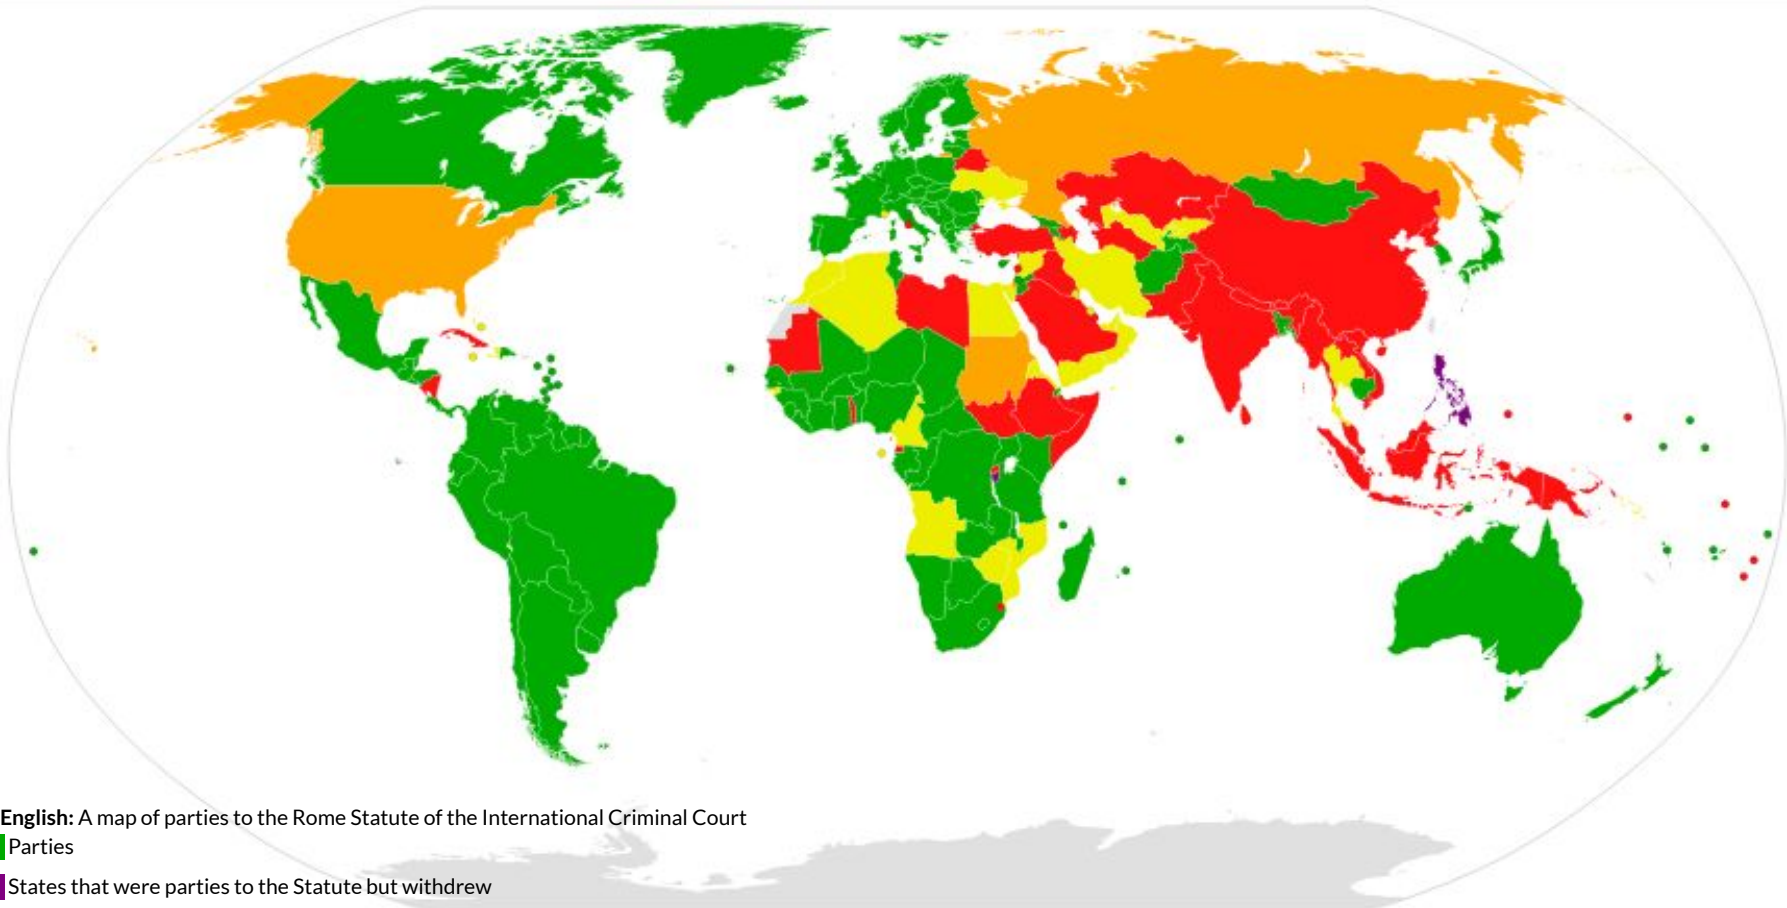 English: A map of parties to the Rome Statute of the International Criminal Court
Parties
States that were parties to the Statute but withdrew